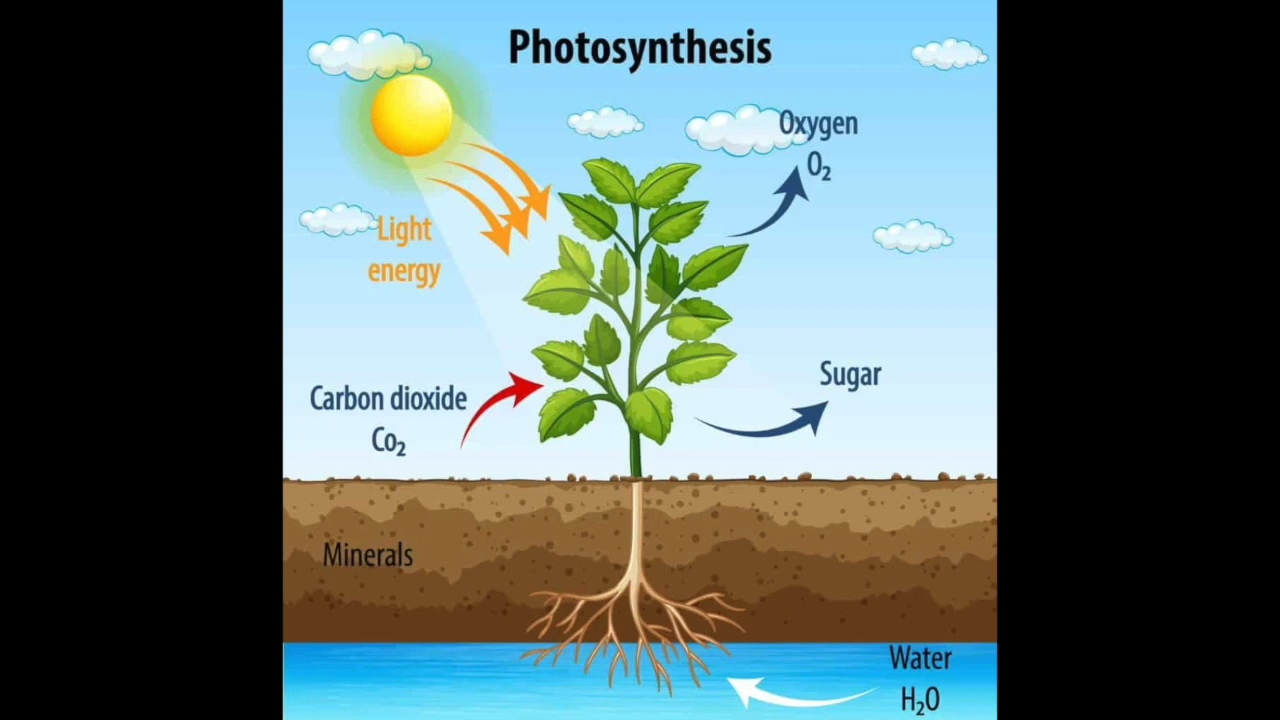 Photosynthesis
Oxygen
O₂
Light
energy
Sugar
Carbon dioxide
Co₂
Minerals
Water
H₂O